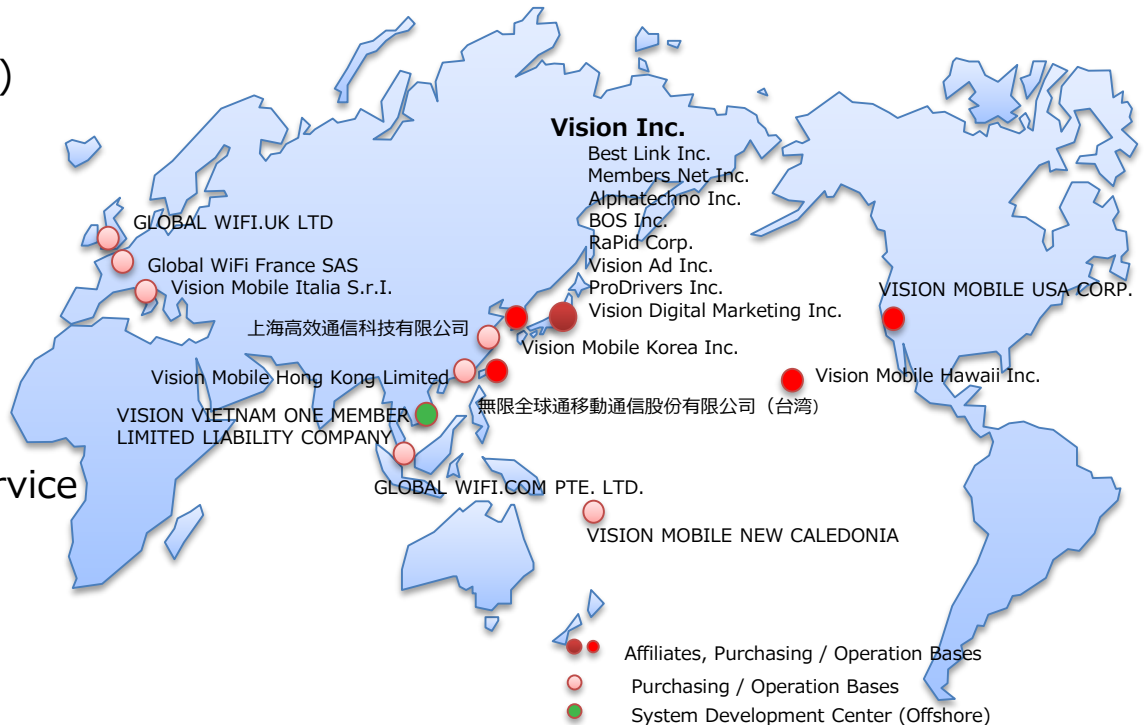 )
Vision Inc.
Best Link Inc.
Members Net Inc.
Alphatechno Inc.
BOS Inc.
RaPid Corp.
Vision Ad Inc.
ProDrivers Inc.
Vision Digital Marketing Inc.
GLOBAL WIFI.UK LTD
Global WiFi France SAS
Vision Mobile Italia S.r.I.
VISION MOBILE USA CORP.
上海高效通信科技有限公司
Vision Mobile Korea Inc.
Vision Mobile Hong Kong Limited
Vision Mobile Hawaii Inc.
無限全球通移動通信股份有限公司（台湾）
VISION VIETNAM ONE MEMBER
LIMITED LIABILITY COMPANY
rvice
GLOBAL WIFI.COM PTE. LTD.
VISION MOBILE NEW CALEDONIA
Affiliates, Purchasing / Operation Bases
Purchasing / Operation Bases
System Development Center (Offshore)